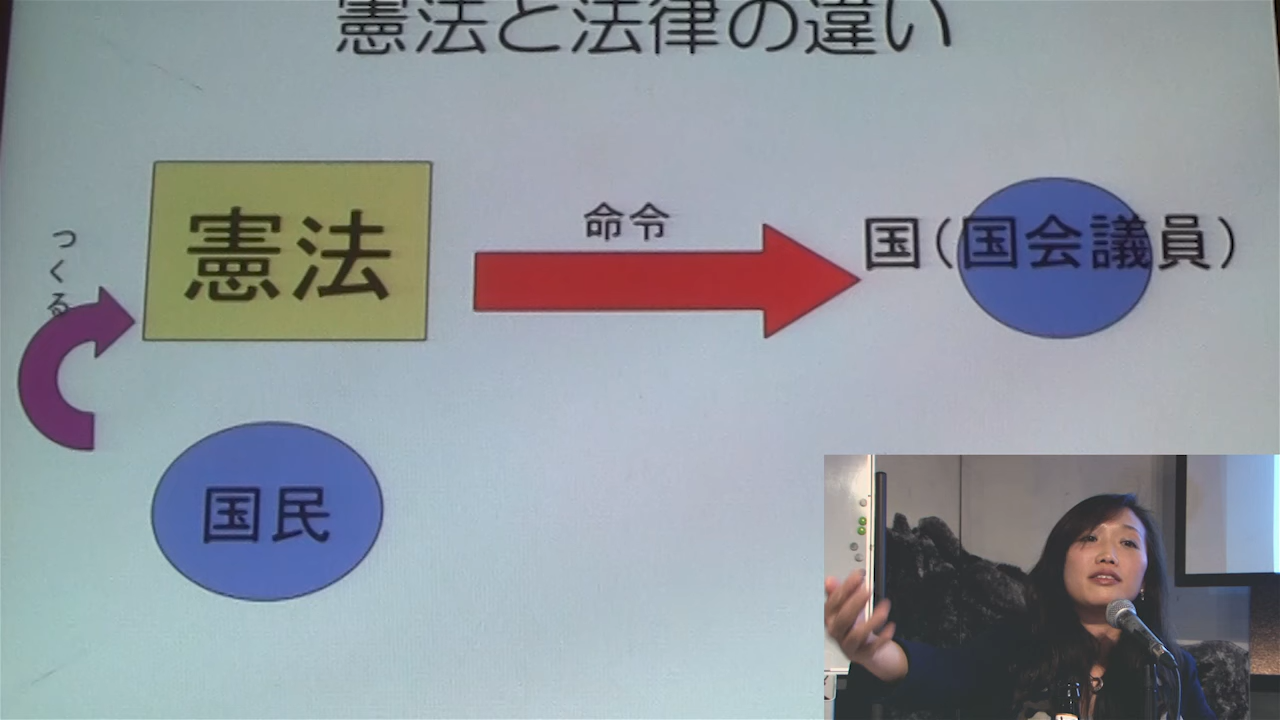 憲法と法律の違い
つくる
憲法
命令
国（国会議員）
国民